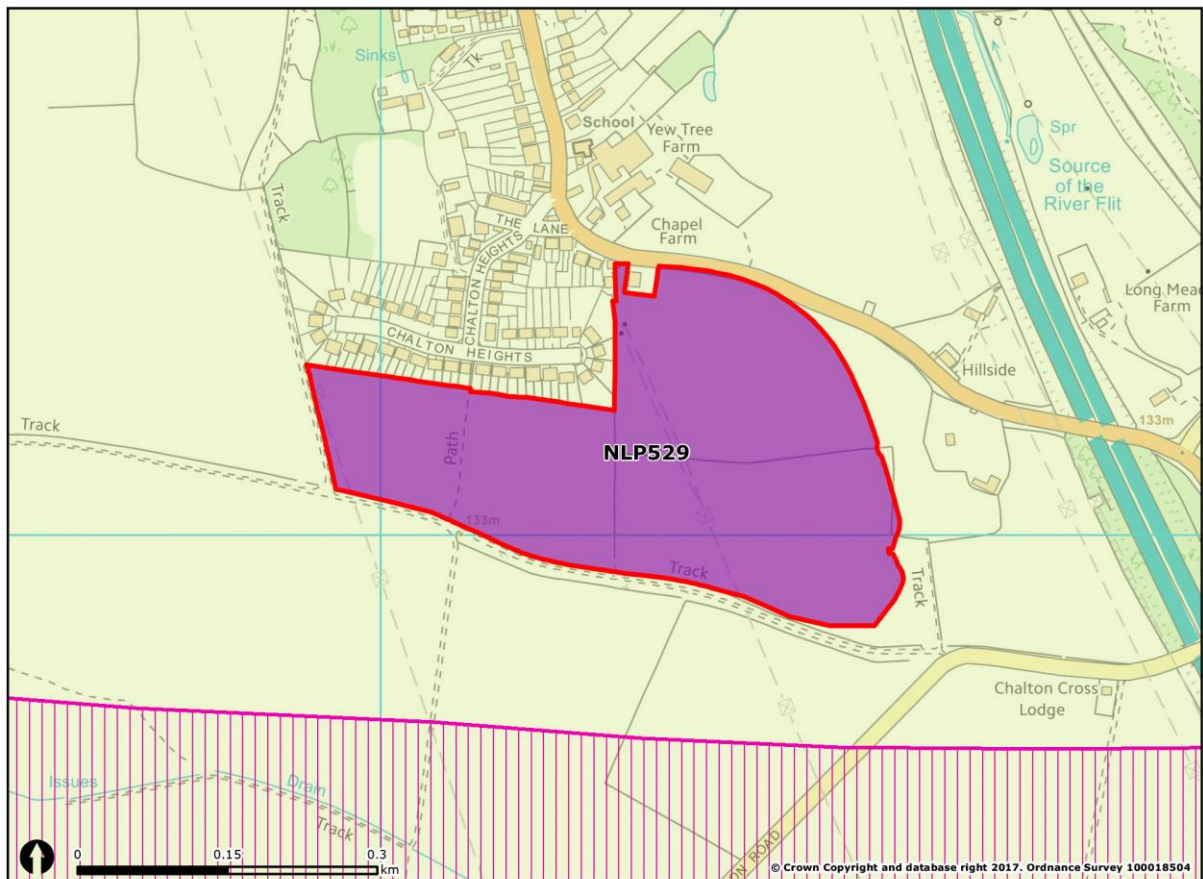 Sinks
Tk
School
Yew Tree
Farm
Spr
Source
of the
River Flit
Track
THE LANE
Chapel
Farm
CHALTON HEIGHTS
CHALTON HEIGHTS
Long Mead
Farm
Hillside
133m
Track
Path
NLP529
133m
Track
Track
Chalton Cross
Lodge
Issues
Drain
Track
ON ROAD
0
0.15
0.3
km
© Crown Copyright and database right 2017. Ordnance Survey 100018504